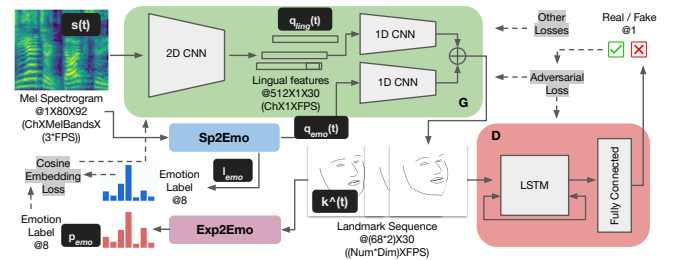 s(t)
Mel Spectrogram
@1X80X92
(ChXMelBandsX
(3*FPS))
2D CNN
q_ling(t)
Lingual features
@512X1X30
(ChX1XFPS)
1D CNN
1D CNN
G
Other
Losses
Real / Fake
@1
Adversarial
Loss
Sp2Emo
q_emo(t)
Cosine
Embedding
Loss
Emotion
Label
@8
l_emo
Emotion
Label
@8
p_emo
Exp2Emo
k^(t)
Landmark Sequence
@(68*2)X30
((Num*Dim)XFPS)
D
LSTM
Fully Connected